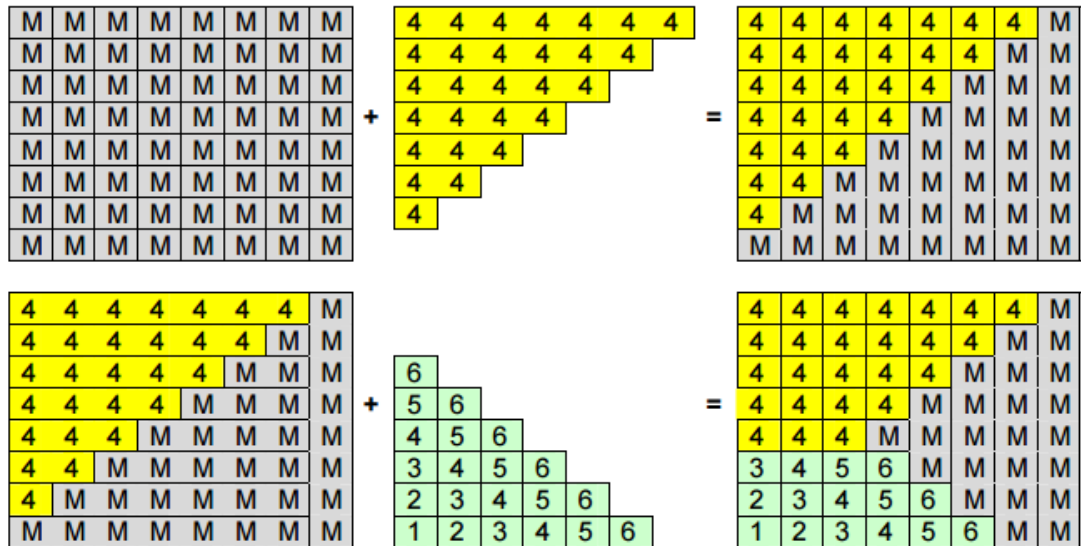 M M M M M M M M 4 4 4 4 4 4 4 4 4 4 4 4 4 4 M
M M M M M M M M 4 4 4 4 4 4 4 4 4 4 4 4 M M
M M M M M M M M 4 4 4 4 4 4 4 4 4 4 M M M
M M M M M M M M + 4 4 4 4 = 4 4 4 4 M M M M
M M M M M M M M 4 4 4 4 4 4 M M M M M
M M M M M M M M 4 4 4 4 M M M M M M
M M M M M M M M 4 4 M M M M M M M
M M M M M M M M M M M M M M M M
4 4 4 4 4 4 4 M 4 4 4 4 4 4 4 M
4 4 4 4 4 4 M M 4 4 4 4 4 4 M M
4 4 4 4 4 M M M 6 4 4 4 4 4 M M M
4 4 4 4 M M M M + 5 6 = 4 4 4 4 M M M M
4 4 4 M M M M M 4 5 6 4 4 4 M M M M M
4 4 M M M M M M 3 4 5 6 3 4 5 6 M M M M
4 M M M M M M M 2 3 4 5 6 2 3 4 5 6 M M M
M M M M M M M M 1 2 3 4 5 6 1 2 3 4 5 6 M M